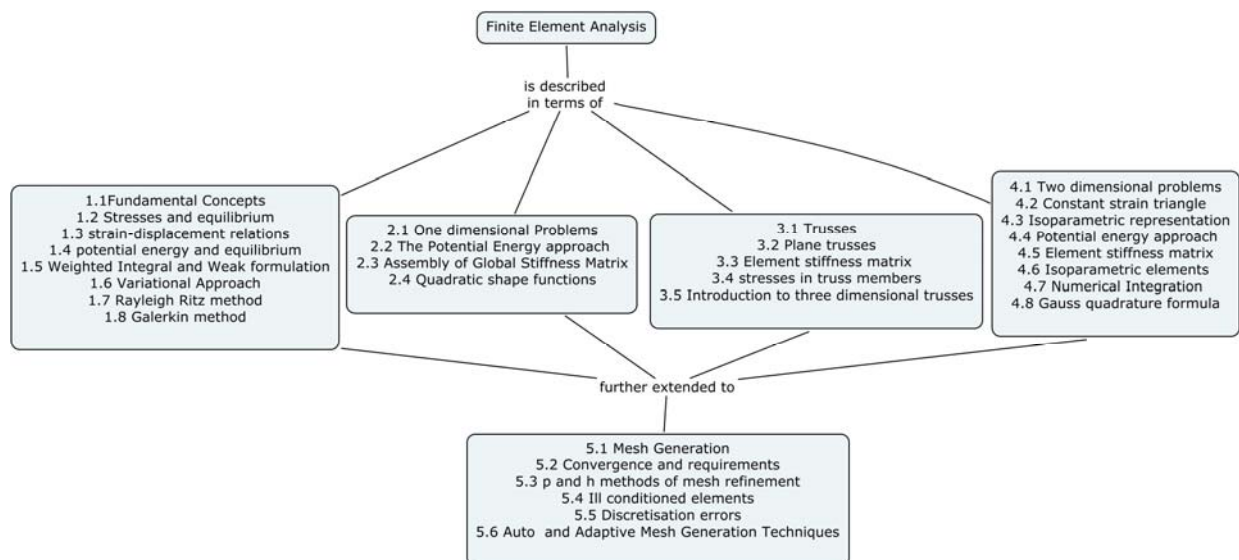 Finite Element Analysis
is described
in terms of
1.1Fundamental Concepts
1.2 Stresses and equilibrium
1.3 strain-displacement relations
1.4 potential energy and equilibrium
1.5 Weighted Integral and Weak formulation
1.6 Variational Approach
1.7 Rayleigh Ritz method
1.8 Galerkin method
2.1 One dimensional Problems
2.2 The Potential Energy approach
2.3 Assembly of Global Stiffness Matrix
2.4 Quadratic shape functions
3.1 Trusses
3.2 Plane trusses
3.3 Element stiffness matrix
3.4 stresses in truss members
3.5 Introduction to three dimensional trusses
4.1 Two dimensional problems
4.2 Constant strain triangle
4.3 Isoparametric representation
4.4 Potential energy approach
4.5 Element stiffness matrix
4.6 Isoparametric elements
4.7 Numerical Integration
4.8 Gauss quadrature formula
further extended to
5.1 Mesh Generation
5.2 Convergence and requirements
5.3 p and h methods of mesh refinement
5.4 Ill conditioned elements
5.5 Discretisation errors
5.6 Auto and Adaptive Mesh Generation Techniques